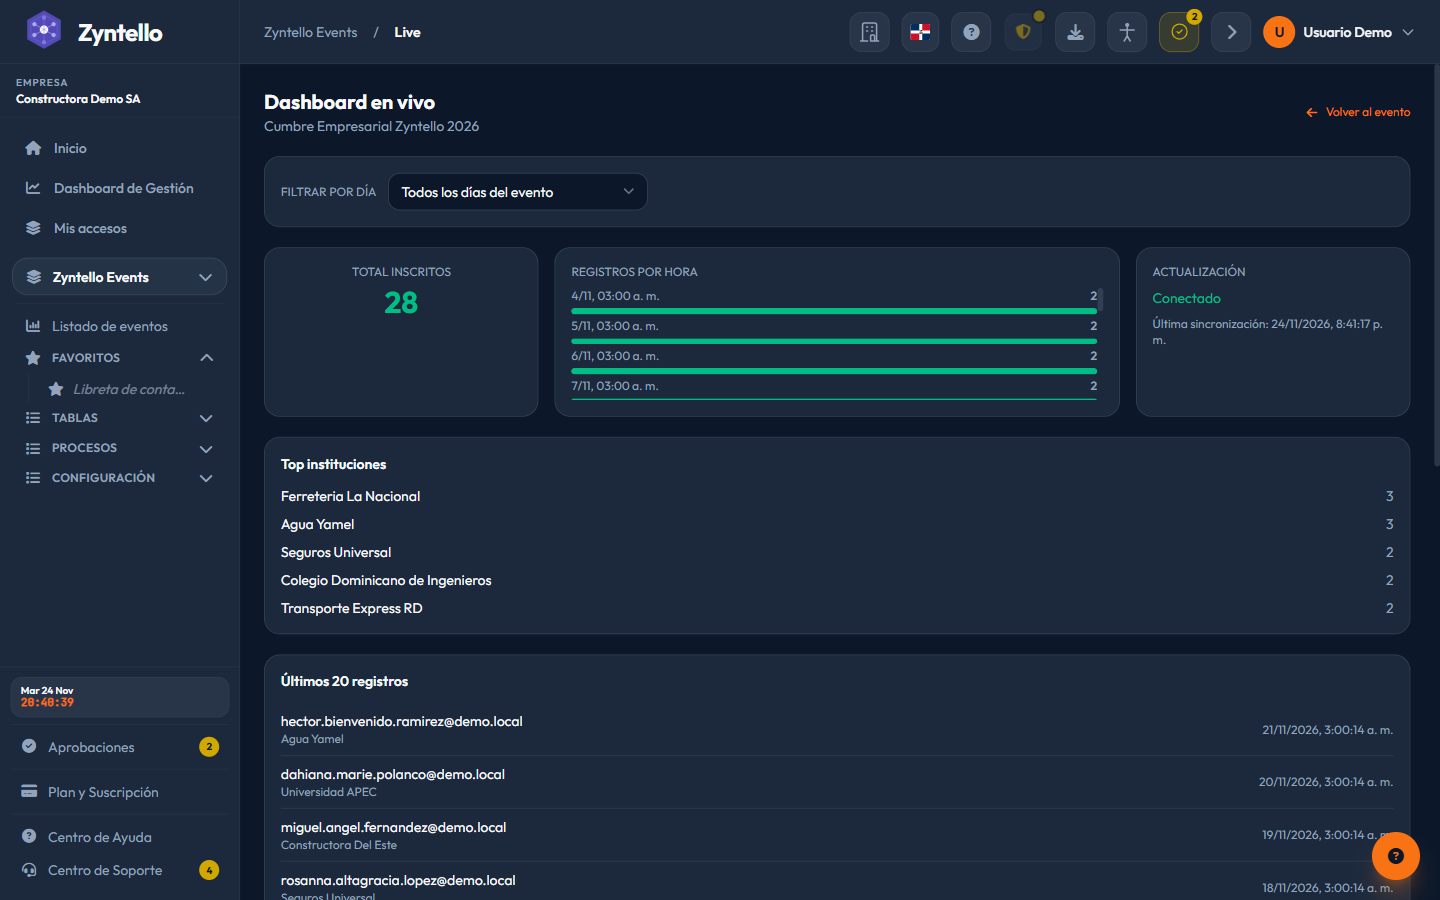 Zyntello
Zyntello Events / Live
2
U
Usuario Demo
EMPRESA
Constructora Demo SA
Inicio
Dashboard de Gestión
Mis accesos
Zyntello Events
Listado de eventos
FAVORITOS
Libreta de conta...
TABLAS
PROCESOS
CONFIGURACIÓN
Mar 24 Nov
20:40:39
Aprobaciones 2
Plan y Suscripción
Centro de Ayuda
Centro de Soporte 4
Dashboard en vivo
Cumbre Empresarial Zyntello 2026
Volver al evento
FILTRAR POR DÍA
Todos los días del evento
TOTAL INSCRITOS
28
REGISTROS POR HORA
4/11, 03:00 a. m. 2
5/11, 03:00 a. m. 2
6/11, 03:00 a. m. 2
7/11, 03:00 a. m. 2
ACTUALIZACIÓN
Conectado
Última sincronización: 24/11/2026, 8:41:17 p.
m.
Top instituciones
Ferreteria La Nacional 3
Agua Yamel 3
Seguros Universal 2
Colegio Dominicano de Ingenieros 2
Transporte Express RD 2
Últimos 20 registros
hector.bienvenido.ramirez@demo.local
Agua Yamel
21/11/2026, 3:00:14 a. m.
dahiana.marie.polanco@demo.local
Universidad APEC
20/11/2026, 3:00:14 a. m.
miguel.angel.fernandez@demo.local
Constructora Del Este
19/11/2026, 3:00:14 a.
rosanna.altagracia.lopez@demo.local
Seguros Universal
18/11/2026, 3:00:14 a. m.